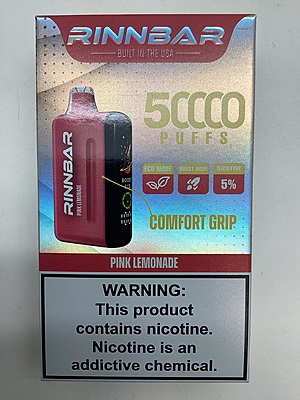 RINNBAR
BUILT IN THE USA
50000
PUFFS
ECO MODE
BOOST MODE
NICOTINE
5%
RINNBAR
PINK LEMONADE
COMFORT GRIP
PINK LEMONADE
WARNING:
This product
contains nicotine.
Nicotine is an
addictive chemical.